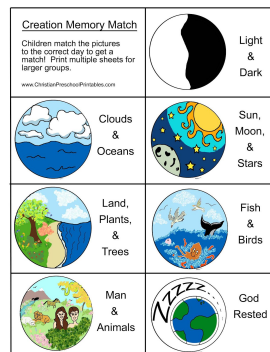 Creation Memory Match
Children match the pictures
to the correct day to get a
match! Print multiple sheets for
larger groups.
www.ChristianPreschoolPrintables.com
Light
&
Dark
Clouds
&
Oceans
Sun,
Moon,
&
Stars
Land,
Plants,
&
Trees
Fish
&
Birds
Man
&
Animals
Zzzzz...
God
Rested